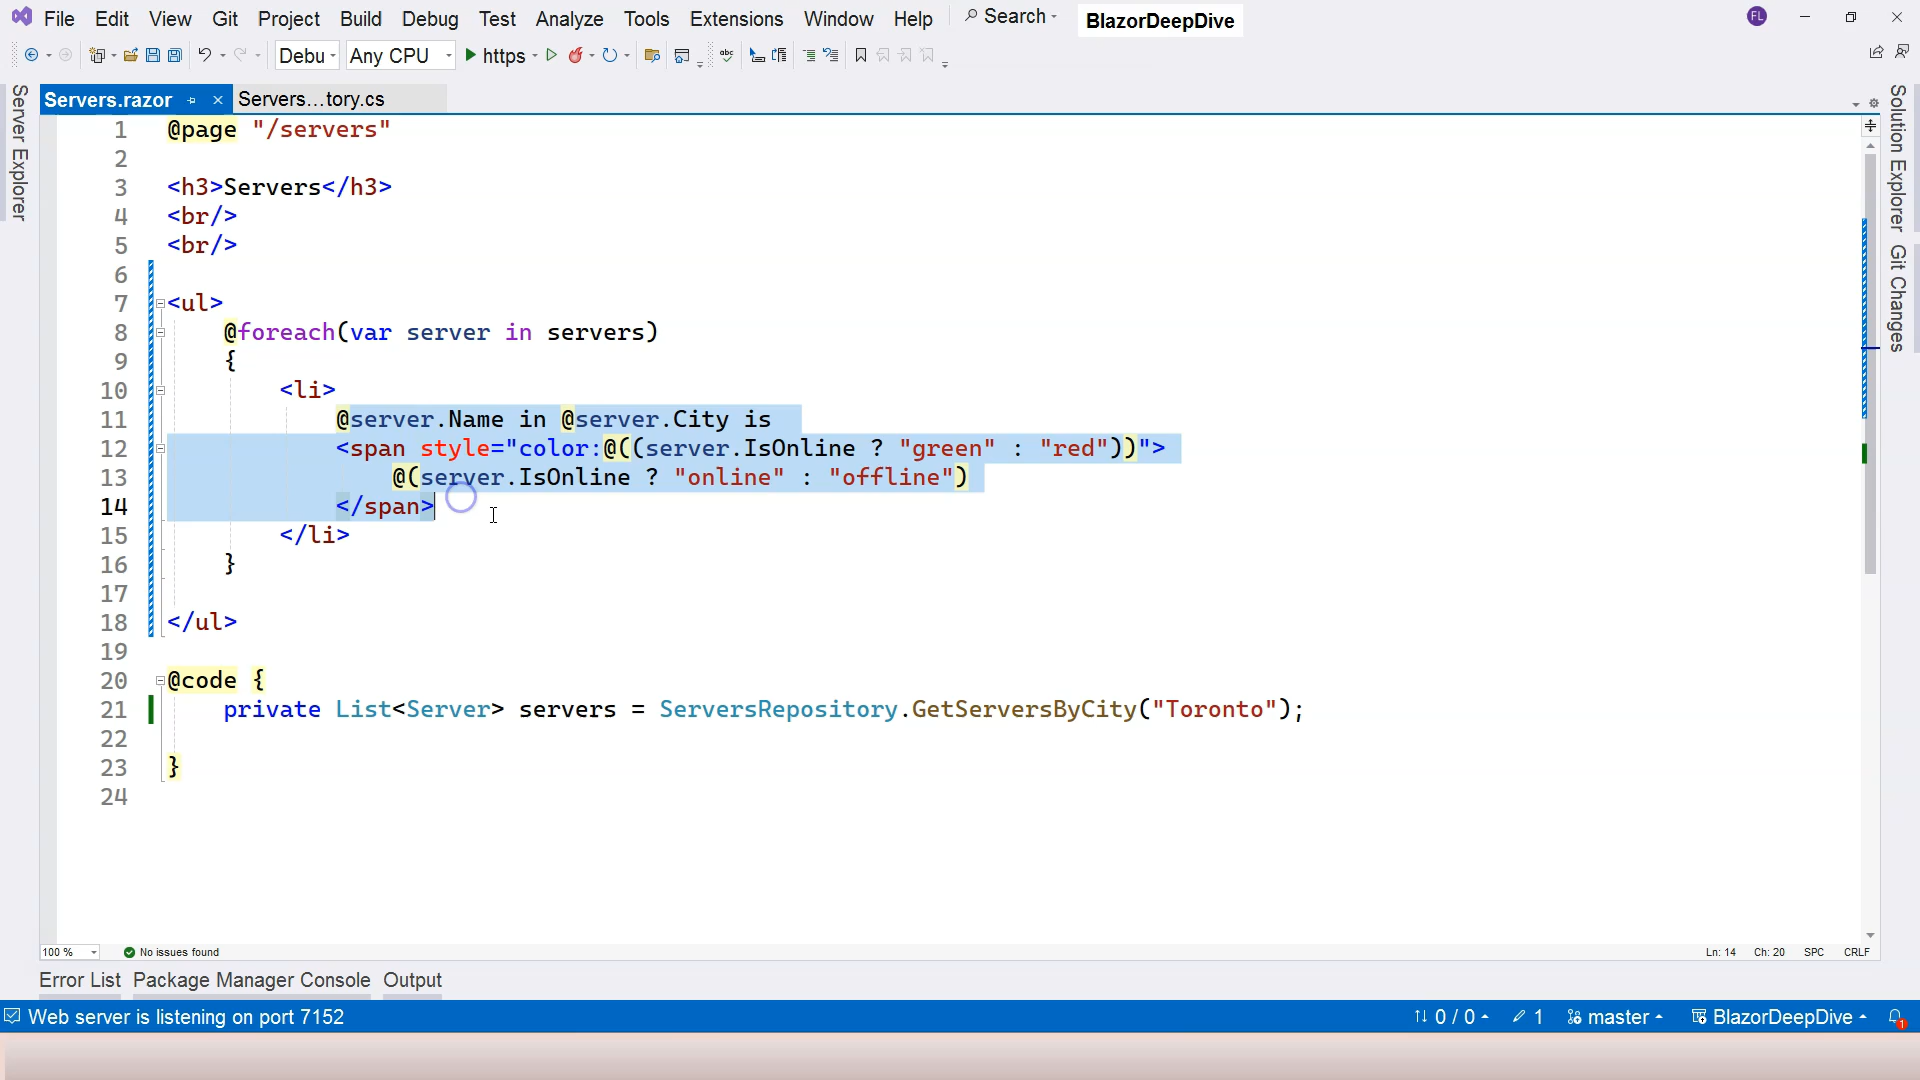 File Edit View Git Project Build Debug Test Analyze Tools Extensions Window Help Search BlazorDeepDive FL
Debu Any CPU https abc
Servers.razor Servers...tory.cs
Server Explorer
Solution Explorer
Git Changes
1 @page "/servers"
2
3 <h3>Servers</h3>
4 <br/>
5 <br/>
6
7 <ul>
8 @foreach(var server in servers)
9 {
10 <li>
11 @server.Name in @server.City is
12 <span style="color:@((server.IsOnline ? "green" : "red"))">
13 @(server.IsOnline ? "online" : "offline")
14 </span>
15 </li>
16 }
17
18 </ul>
19
20 @code {
21 private List<Server> servers = ServersRepository.GetServersByCity("Toronto");
22
23 }
24
100 % No issues found Ln: 14 Ch: 20 SPC CRLF
Error List Package Manager Console Output
Web server is listening on port 7152 0 / 0 1 master BlazorDeepDive 1